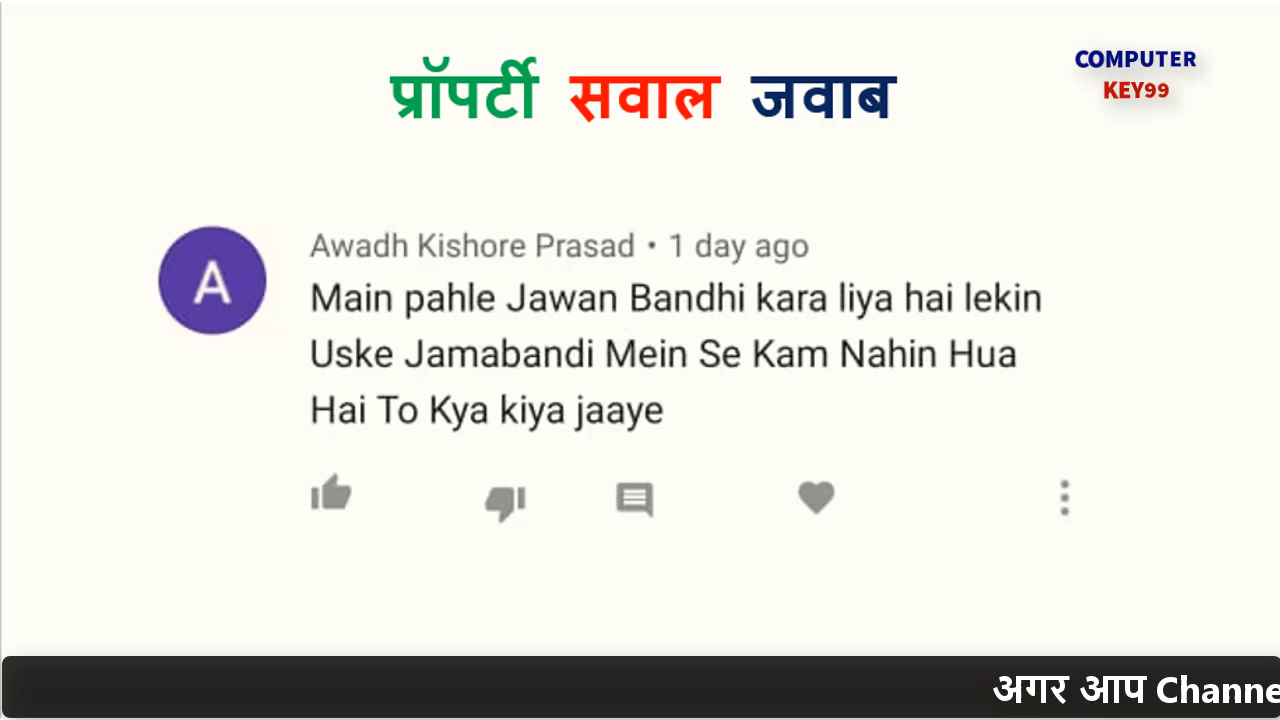 प्रॉपर्टी सवाल जवाब
COMPUTER
KEY99
A
Awadh Kishore Prasad • 1 day ago
Main pahle Jawan Bandhi kara liya hai lekin
Uske Jamabandi Mein Se Kam Nahin Hua
Hai To Kya kiya jaaye
अगर आप Channe